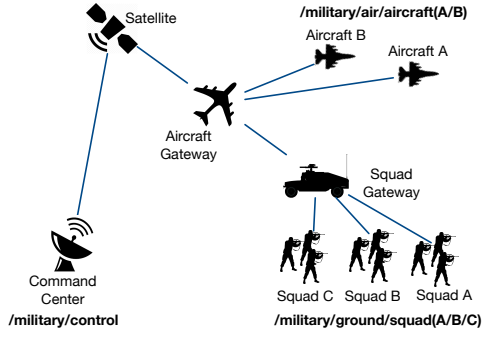 Satellite
/military/air/aircraft(A/B)
Aircraft B
Aircraft A
Aircraft
Gateway
Squad
Gateway
Command
Center
/military/control
Squad C
Squad B
Squad A
/military/ground/squad(A/B/C)